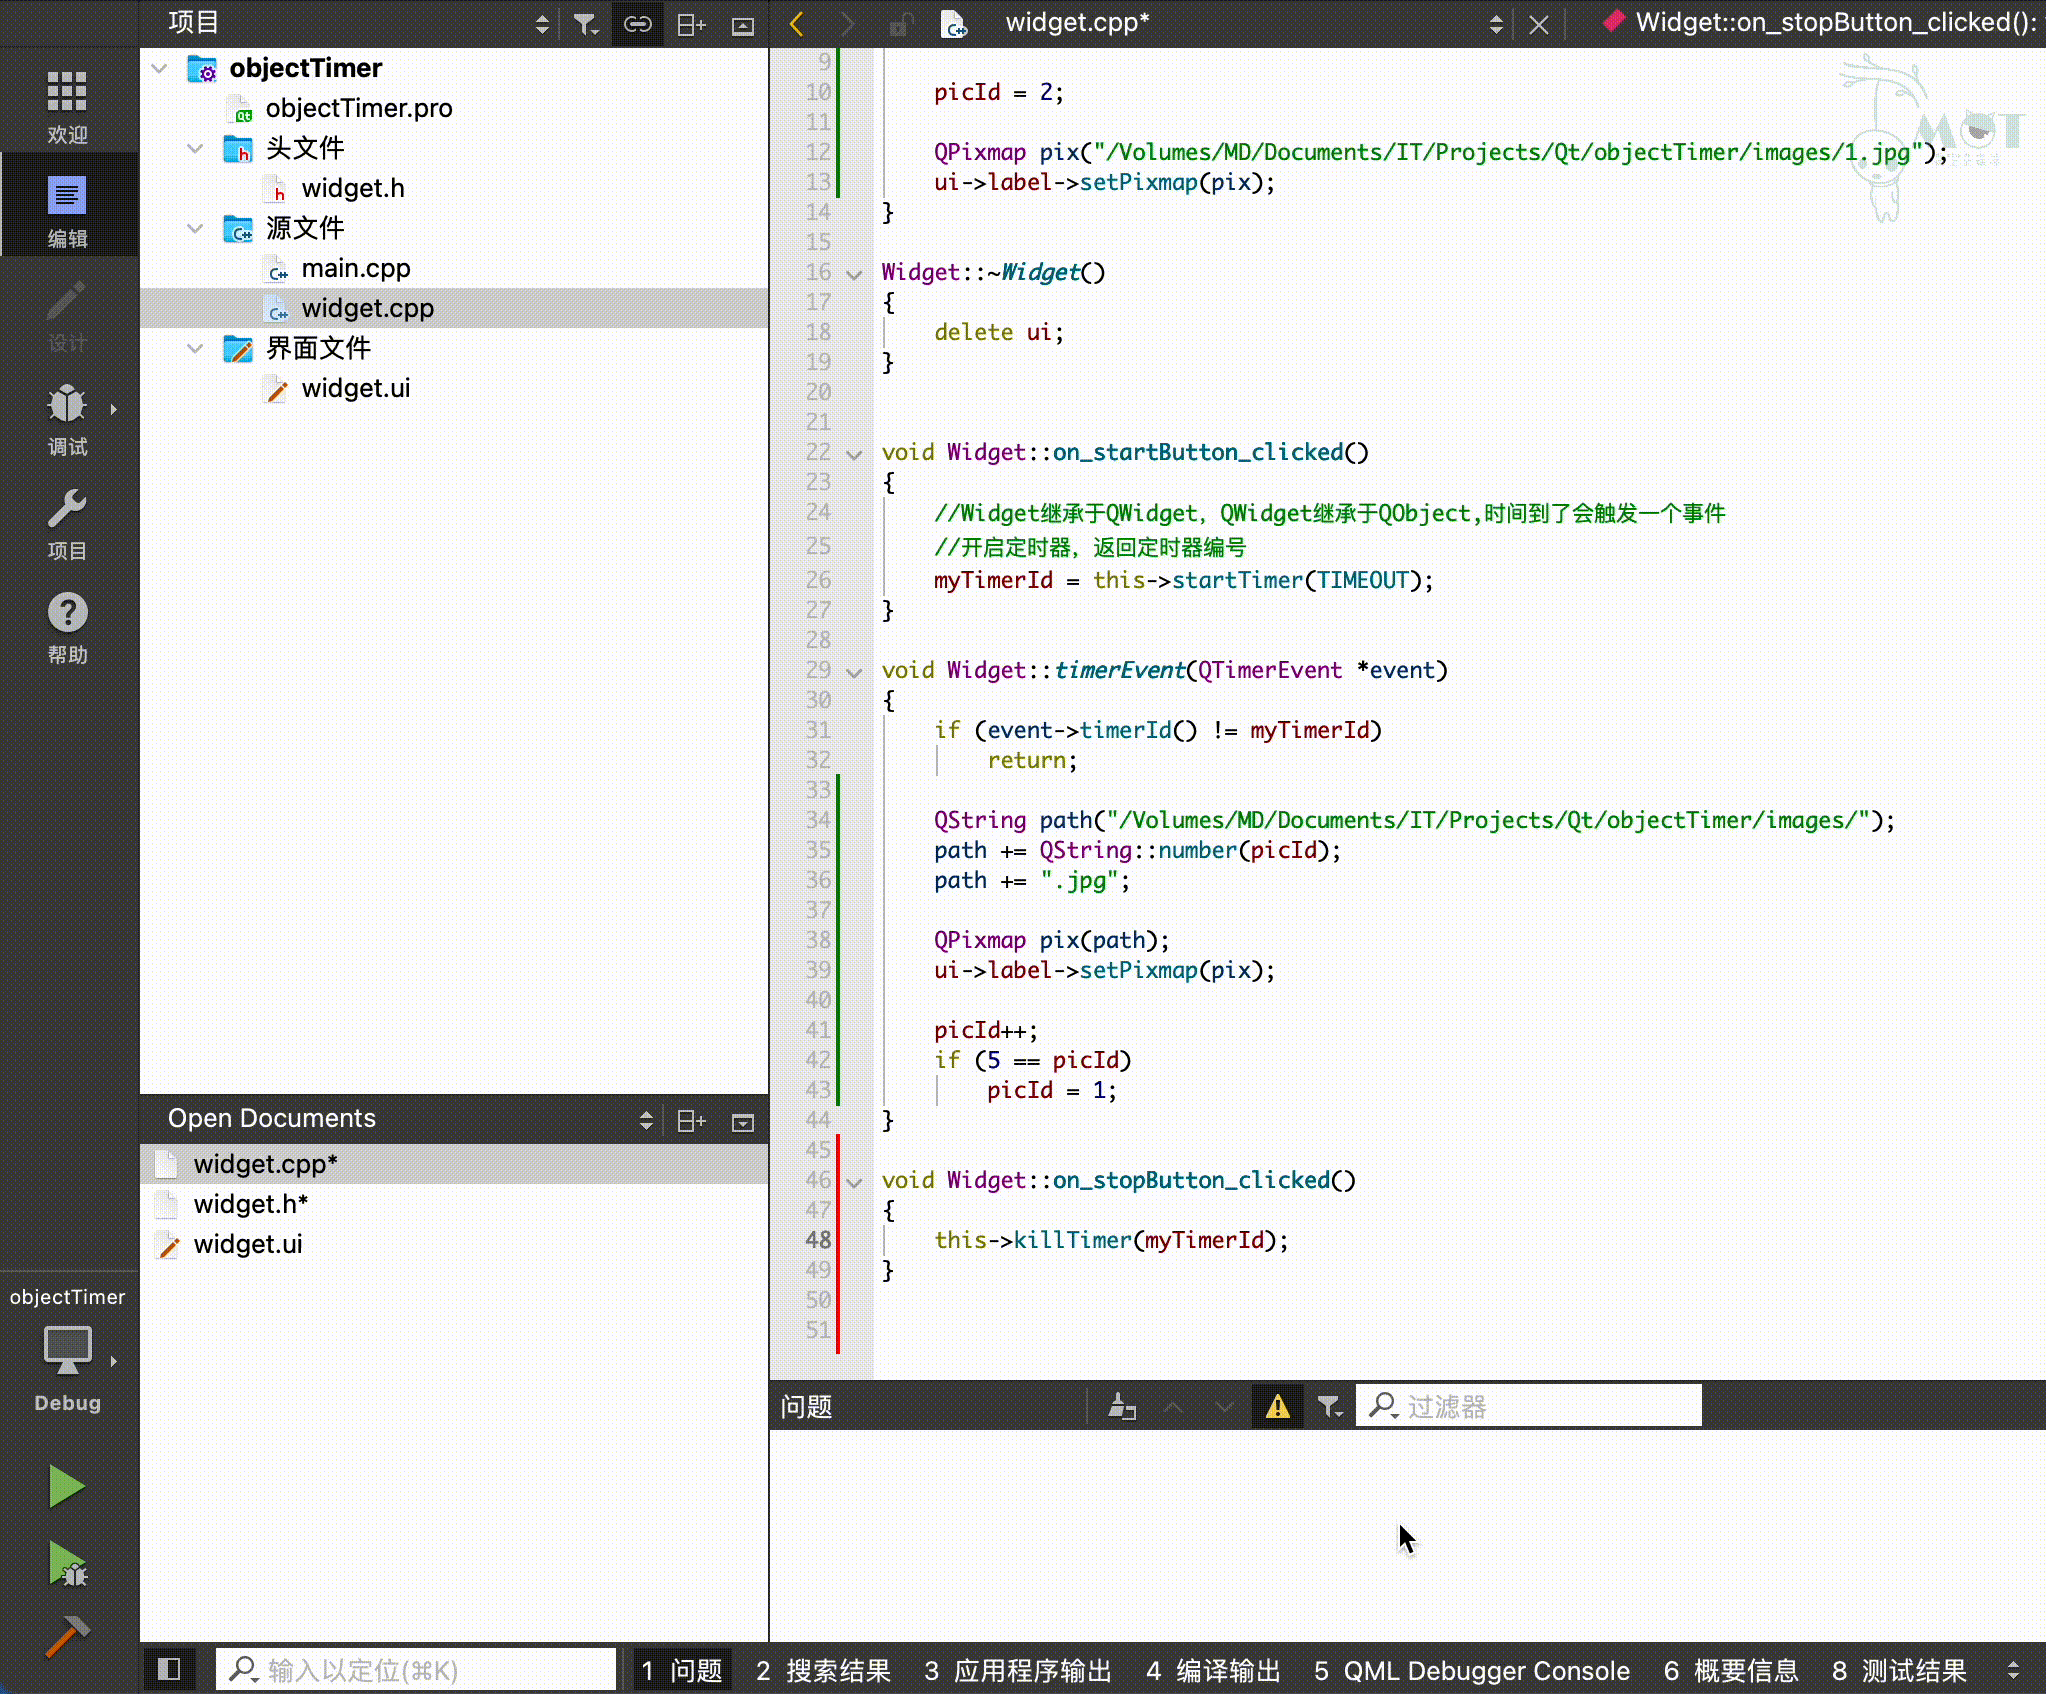 项目
widget.cpp*
Widget::on_stopButton_clicked():
欢迎
编辑
设计
调试
项目
帮助
objectTimer
Debug
objectTimer
objectTimer.pro
头文件
widget.h
源文件
main.cpp
widget.cpp
界面文件
widget.ui
Open Documents
widget.cpp*
widget.h*
widget.ui
MOT
9
10 picId = 2;
11
12 QPixmap pix("/Volumes/MD/Documents/IT/Projects/Qt/objectTimer/images/1.jpg");
13 ui->label->setPixmap(pix);
14 }
15
16 Widget::~Widget()
17 {
18 delete ui;
19 }
20
21
22 void Widget::on_startButton_clicked()
23 {
24 //Widget继承于QWidget，QWidget继承于QObject,时间到了会触发一个事件
25 //开启定时器，返回定时器编号
26 myTimerId = this->startTimer(TIMEOUT);
27 }
28
29 void Widget::timerEvent(QTimerEvent *event)
30 {
31 if (event->timerId() != myTimerId)
32 return;
33
34 QString path("/Volumes/MD/Documents/IT/Projects/Qt/objectTimer/images/");
35 path += QString::number(picId);
36 path += ".jpg";
37
38 QPixmap pix(path);
39 ui->label->setPixmap(pix);
40
41 picId++;
42 if (5 == picId)
43 picId = 1;
44 }
45
46 void Widget::on_stopButton_clicked()
47 {
48 this->killTimer(myTimerId);
49 }
50
51
问题
过滤器
输入以定位(⌘K)
1 问题
2 搜索结果
3 应用程序输出
4 编译输出
5 QML Debugger Console
6 概要信息
8 测试结果